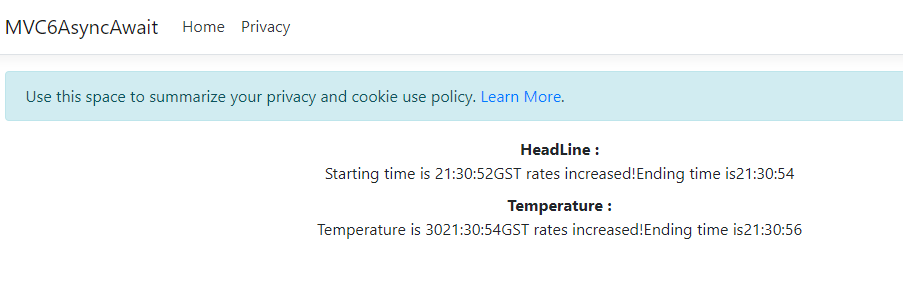 MVC6AsyncAwait Home Privacy
Use this space to summarize your privacy and cookie use policy. Learn More.
HeadLine :
Starting time is 21:30:52GST rates increased!Ending time is21:30:54
Temperature :
Temperature is 3021:30:54GST rates increased!Ending time is21:30:56